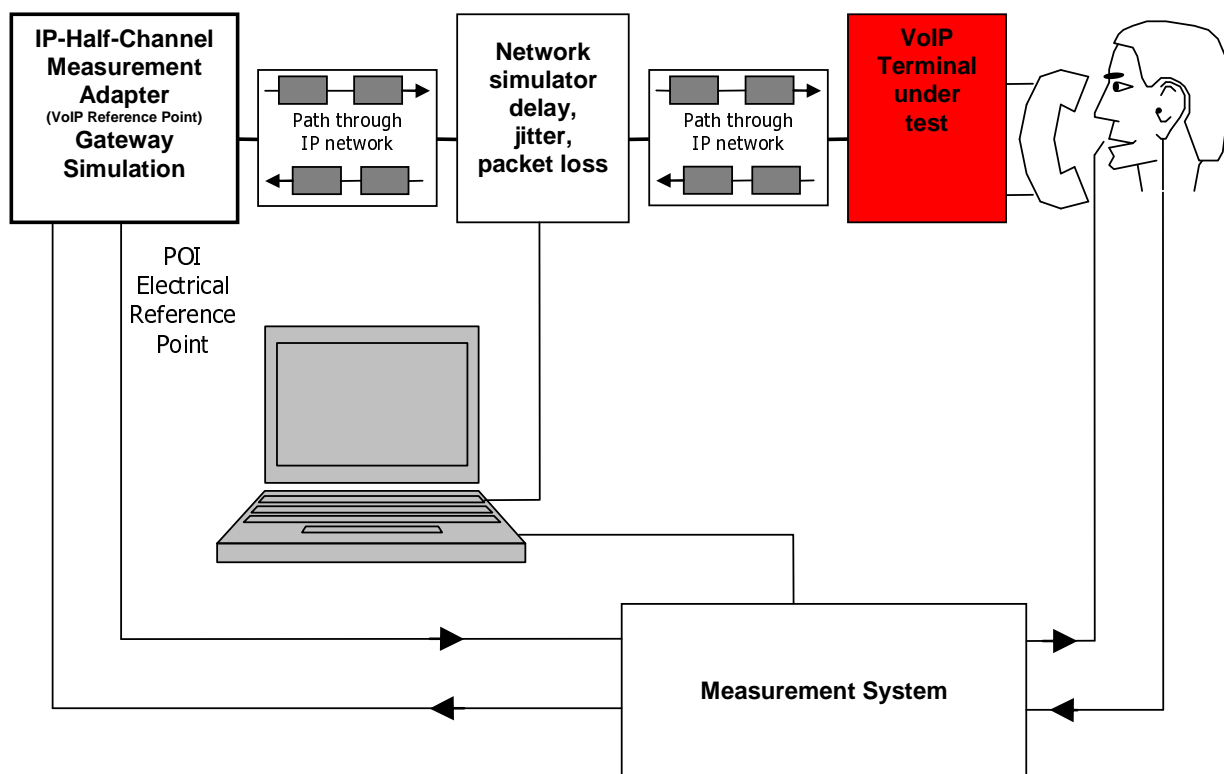 IP-Half-Channel
Measurement
Adapter
(VoIP Reference Point)
Gateway
Simulation
Path through
IP network
Network
simulator
delay,
jitter,
packet loss
Path through
IP network
VoIP
Terminal
under
test
POI
Electrical
Reference
Point
Measurement System